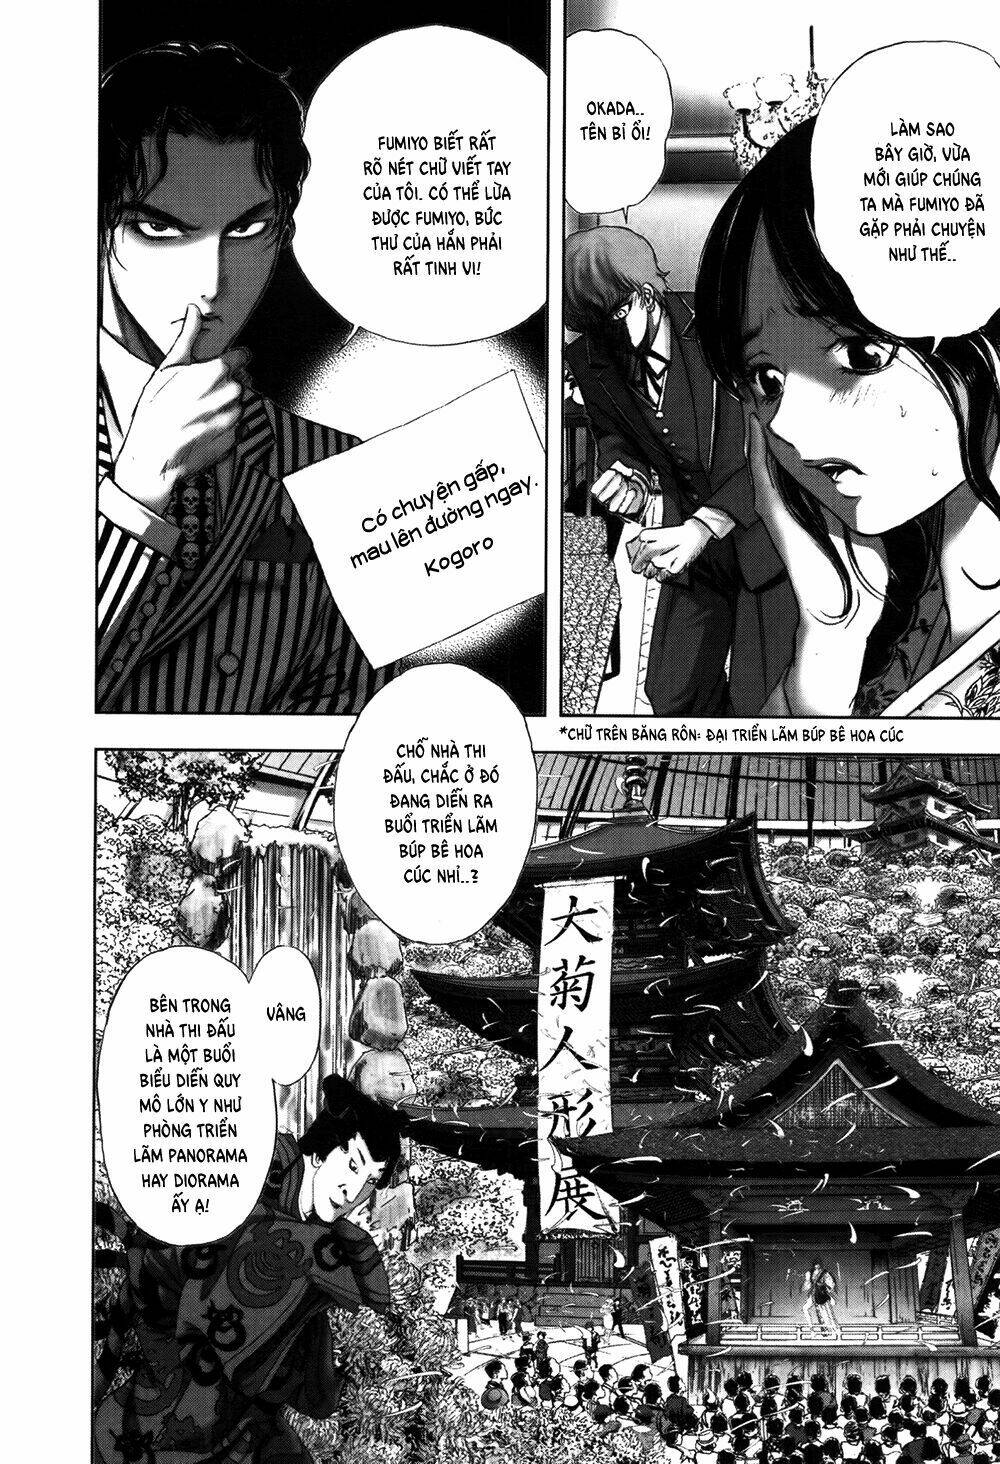 LÀM SAO
BÂY GIỜ, VỪA
MỚI GIÚP CHÚNG
TA MÀ FUMIYO ĐÃ
GẶP PHẢI CHUYỆN
NHƯ THẾ..
OKADA..
TÊN BỈ ỔI!
FUMIYO BIẾT RẤT
RÕ NÉT CHỮ VIẾT TAY
CỦA TÔI. CÓ THỂ LỪA
ĐƯỢC FUMIYO, BỨC
THƯ CỦA HẮN PHẢI
RẤT TINH VI!
Có chuyện gấp,
mau lên đường ngay.
Kogoro
*CHỮ TRÊN BĂNG RÔN: ĐẠI TRIỂN LÃM BÚP BÊ HOA CÚC
CHỖ NHÀ THI
ĐẤU, CHẮC Ở ĐÓ
ĐANG DIỄN RA
BUỔI TRIỂN LÃM
BÚP BÊ HOA
CÚC NHỈ..?
大菊人形展
VÂNG
BÊN TRONG
NHÀ THI ĐẤU
LÀ MỘT BUỔI
BIỂU DIỄN QUY
MÔ LỚN Y NHƯ
PHÒNG TRIỂN
LÃM PANORAMA
HAY DIORAMA
ẤY Ạ!